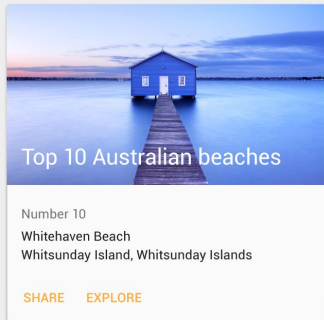 Top 10 Australian beaches
Number 10
Whitehaven Beach
Whitsunday Island, Whitsunday Islands
SHARE EXPLORE